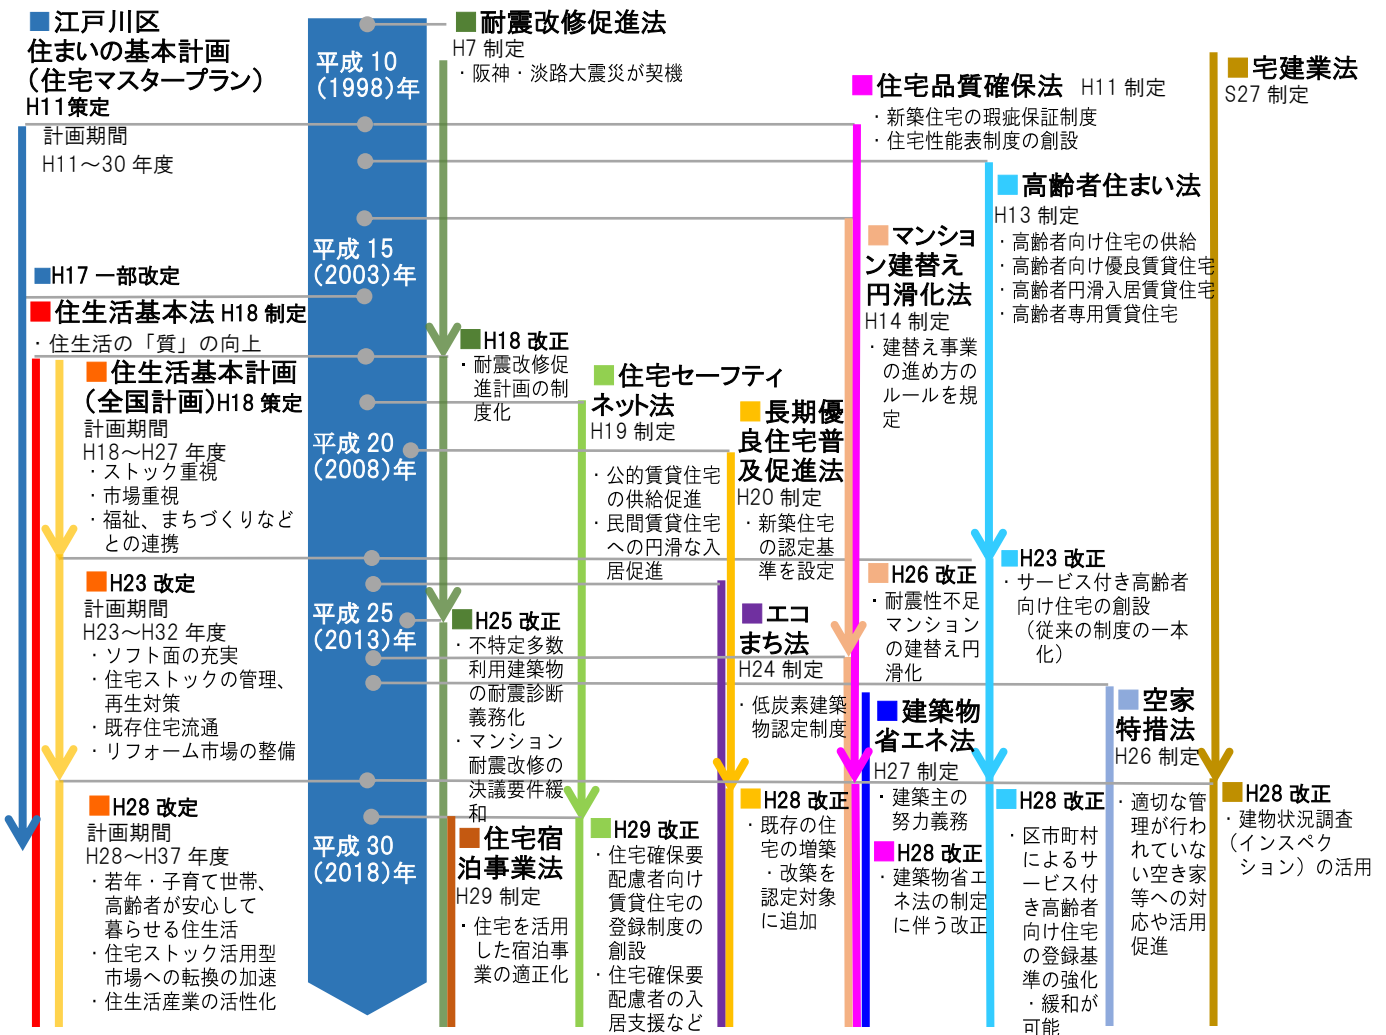 江戸川区
住まいの基本計画
（住宅マスタープラン）
H11策定
計画期間
H11～30 年度
■H17 一部改定
住生活基本法 H18 制定
・住生活の「質」の向上
住生活基本計画
（全国計画）H18 策定
計画期間
H18～H27 年度
・ストック重視
・市場重視
・福祉、まちづくりなど
との連携
H23 改定
計画期間
H23～H32 年度
・ソフト面の充実
・住宅ストックの管理、
再生対策
・既存住宅流通
・リフォーム市場の整備
H28 改定
計画期間
H28～H37 年度
・若年・子育て世帯、
高齢者が安心して
暮らせる住生活
・住宅ストック活用型
市場への転換の加速
・住生活産業の活性化
平成 10
（1998）年
平成 15
（2003）年
平成 20
（2008）年
平成 25
（2013）年
平成 30
（2018）年
耐震改修促進法
H7 制定
・阪神・淡路大震災が契機
H18 改正
・耐震改修促
進計画の制
度化
H25 改正
・不特定多数
利用建築物
の耐震診断
義務化
・マンション
耐震改修の
決議要件緩
和
住宅宿
泊事業法
H29 制定
・住宅を活用
した宿泊事
業の適正化
住宅セーフティ
ネット法
H19 制定
・公的賃貸住宅
の供給促進
・民間賃貸住宅
への円滑な入
居促進
H29 改正
・住宅確保要
配慮者向け
賃貸住宅の
登録制度の
創設
・住宅確保要
配慮者の入
居支援など
長期優
良住宅普
及促進法
H20 制定
・新築住宅
の認定基
準を設定
エコ
まち法
H24 制定
・低炭素建築
物認定制度
H28 改正
・既存の住
宅の増築
・改築を
認定対象
に追加
住宅品質確保法 H11 制定
・新築住宅の瑕疵保証制度
・住宅性能表制度の創設
マンショ
ン建替え
円滑化法
H14 制定
・建替え事業
の進め方の
ルールを規
定
H26 改正
・耐震性不足
マンション
の建替え円
滑化
建築物
省エネ法
H27 制定
・建築主の
努力義務
H28 改正
・建築物省エ
ネ法の制定
に伴う改正
高齢者住まい法
H13 制定
・高齢者向け住宅の供給
・高齢者向け優良賃貸住宅
・高齢者円滑入居賃貸住宅
・高齢者専用賃貸住宅
H23 改正
・サービス付き高齢者
向け住宅の創設
（従来の制度の一本
化）
H28 改正
・区市町村
によるサ
ービス付
き高齢者
向け住宅
の登録基
準の強化
・緩和が
可能
空家
特措法
H26 制定
・適切な管
理が行わ
れていな
い空き家
等への対
応や活用
促進
宅建業法
S27 制定
H28 改正
・建物状況調査
（インスペク
ション）の活用